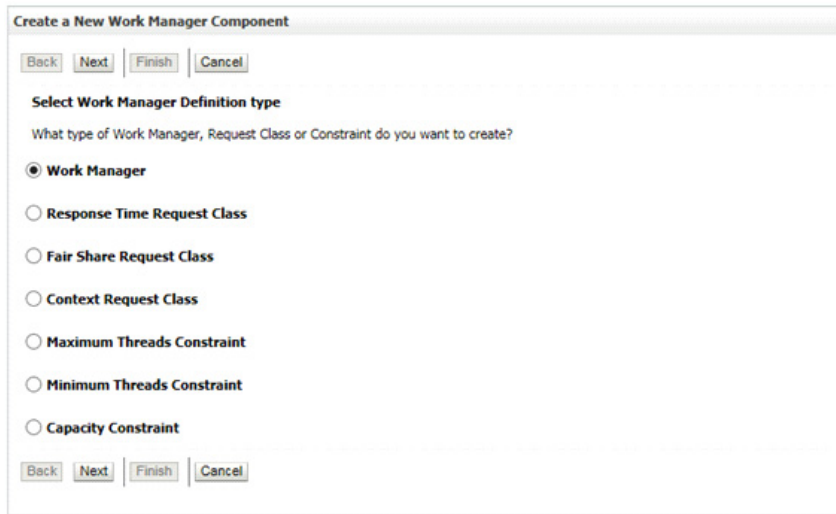 Create a New Work Manager Component
Back Next Finish Cancel
Select Work Manager Definition type
What type of Work Manager, Request Class or Constraint do you want to create?
Work Manager
Response Time Request Class
Fair Share Request Class
Context Request Class
Maximum Threads Constraint
Minimum Threads Constraint
Capacity Constraint
Back Next Finish Cancel